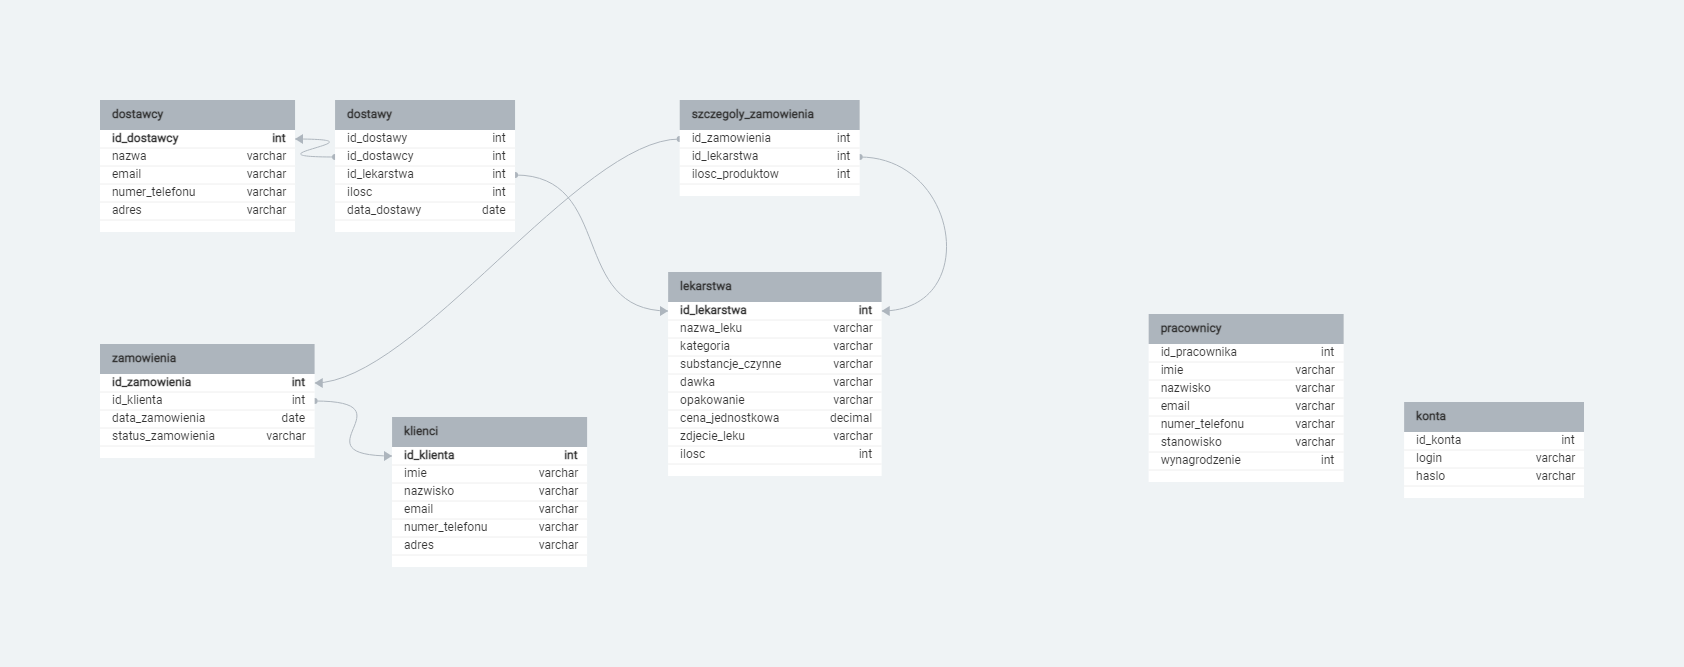 dostawcy
id_dostawcy int
nazwa varchar
email varchar
numer_telefonu varchar
adres varchar
dostawy
id_dostawy int
id_dostawcy int
id_lekarstwa int
ilosc int
data_dostawy date
szczegoly_zamowienia
id_zamowienia int
id_lekarstwa int
ilosc_produktow int
lekarstwa
id_lekarstwa int
nazwa_leku varchar
kategoria varchar
substancje_czynne varchar
dawka varchar
opakowanie varchar
cena_jednostkowa decimal
zdjecie_leku varchar
ilosc int
zamowienia
id_zamowienia int
id_klienta int
data_zamowienia date
status_zamowienia varchar
klienci
id_klienta int
imie varchar
nazwisko varchar
email varchar
numer_telefonu varchar
adres varchar
pracownicy
id_pracownika int
imie varchar
nazwisko varchar
email varchar
numer_telefonu varchar
stanowisko varchar
wynagrodzenie int
konta
id_konta int
login varchar
haslo varchar